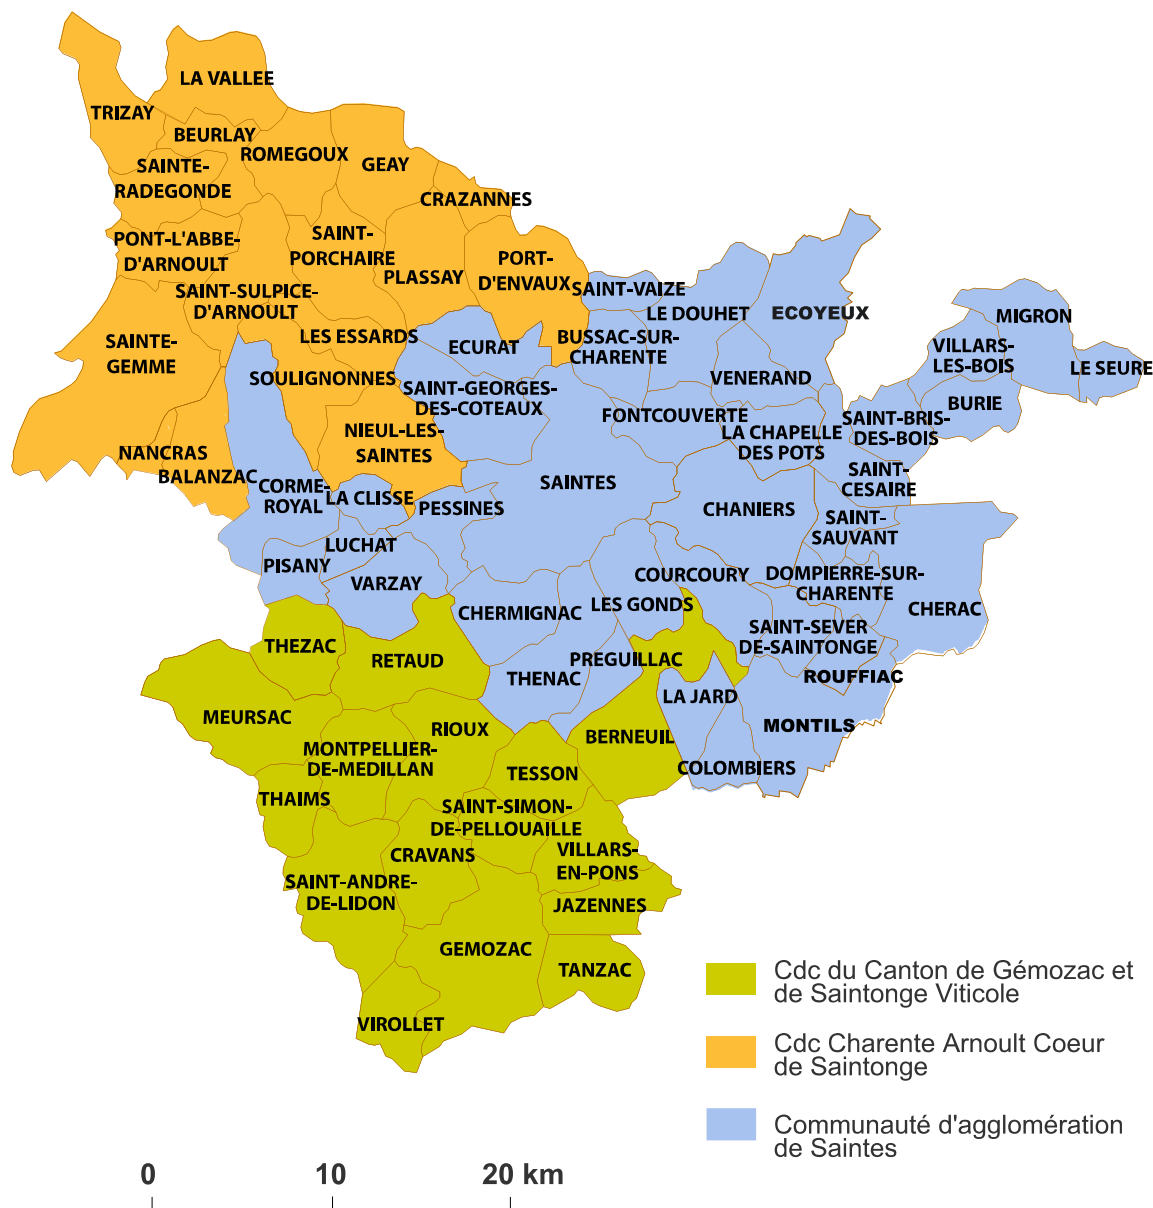 LA VALLEE
TRIZAY
BEURLAY
ROMEGOUX
GEAY
SAINTE-
RADEGONDE
CRAZANNES
PONT-L'ABBE-
D'ARNOULT
SAINT-
PORCHAIRE
PLASSAY
PORT-
D'ENVAUX
SAINT-VAIZE
SAINT-SULPICE-
D'ARNOULT
LE DOUHET
ECOYEUX
MIGRON
SAINTE-
GEMME
LES ESSARDS
ECURAT
BUSSAC-SUR-
CHARENTE
VILLARS-
LES-BOIS
LE SEURE
SOULIGNONNES
SAINT-GEORGES-
DES-COTEAUX
VENERAND
BURIE
FONTCOUVERTE
LA CHAPELLE
DES POTS
SAINT-BRIS-
DES-BOIS
NIEUL-LES-
SAINTES
NANCRAS
BALANZAC
CORME-
ROYAL
LA CLISSE
PESSINES
SAINTES
SAINT-
CESAIRE
CHANIERS
SAINT-
SAUVANT
LUCHAT
PISANY
VARZAY
COURCOURY
DOMPIERRE-SUR-
CHARENTE
CHERAC
CHERMIGNAC
LES GONDS
SAINT-SEVER
DE-SAINTONGE
THEZAC
RETAUD
PREGUILLAC
THENAC
ROUFFIAC
LA JARD
MEURSAC
RIOUX
BERNEUIL
MONTILS
MONTPELLIER-
DE-MEDILLAN
TESSON
COLOMBIERS
THAIMS
SAINT-SIMON-
DE-PELLOUAILLE
CRAVANS
VILLARS-
EN-PONS
SAINT-ANDRE-
DE-LIDON
JAZENNES
GEMOZAC
TANZAC
VIROLLET
Cdc du Canton de Gémozac et
de Saintonge Viticole
Cdc Charente Arnoult Coeur
de Saintonge
Communauté d'agglomération
de Saintes
0 10 20 km